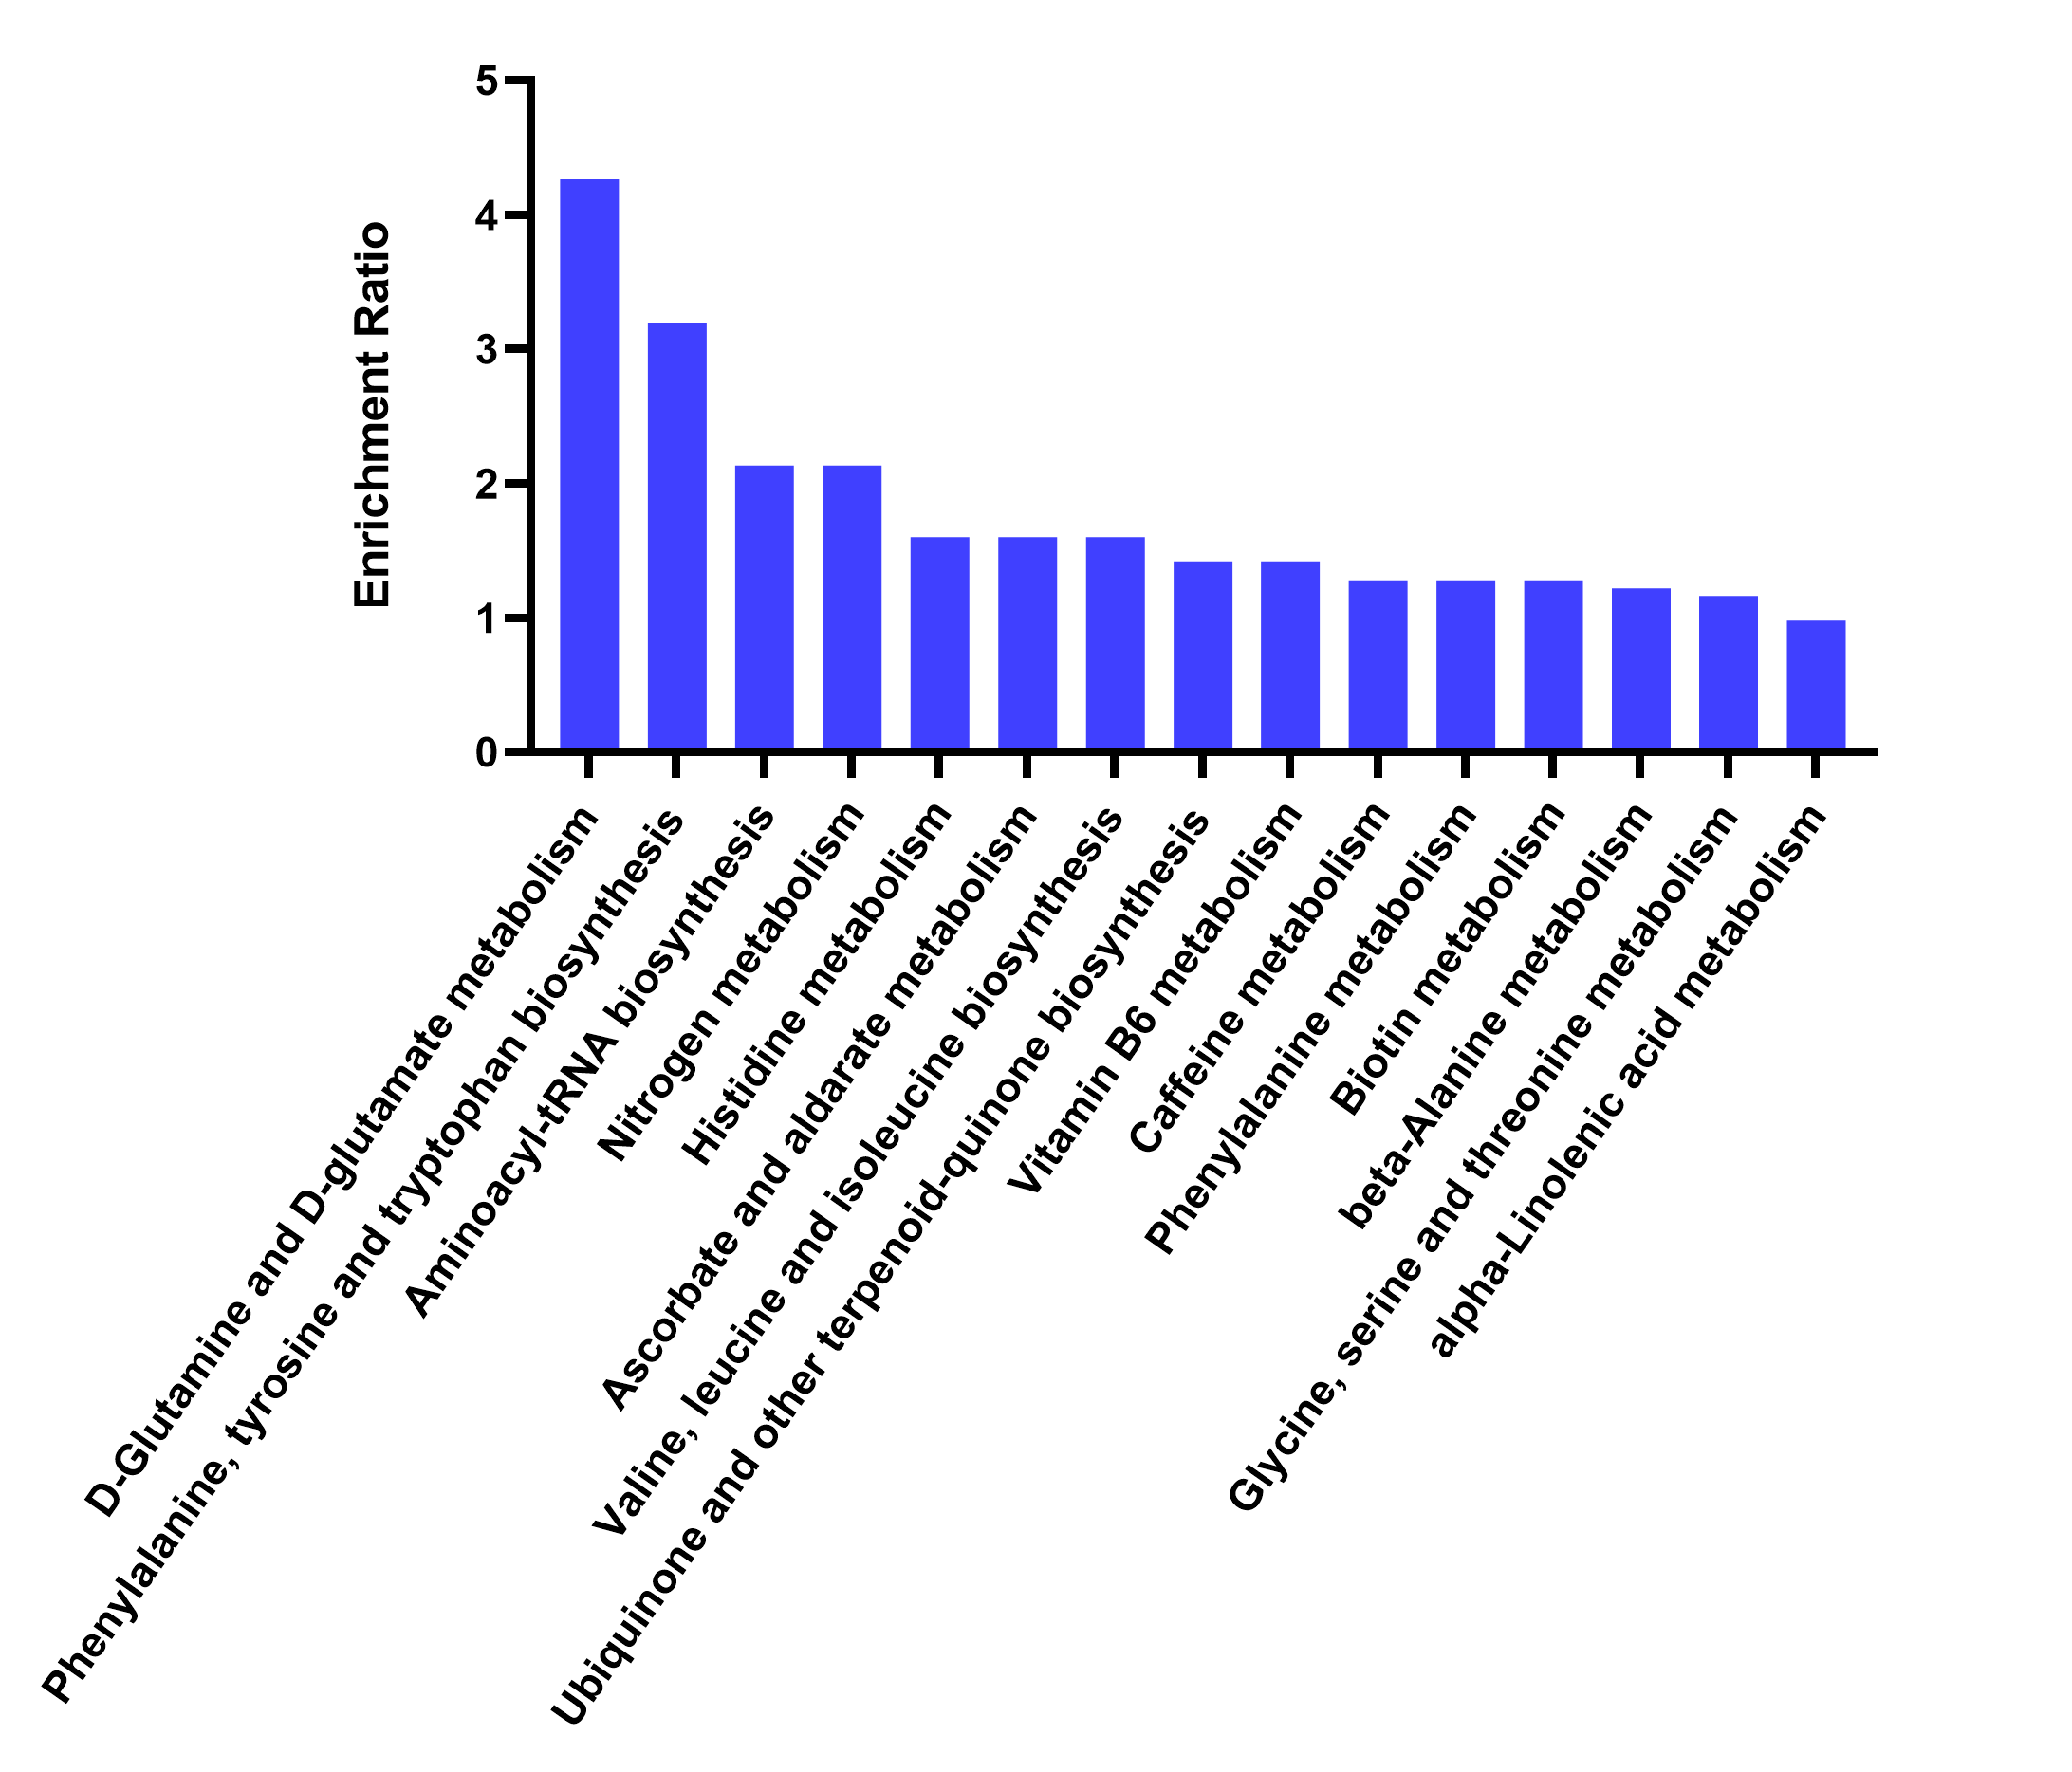 Enrichment Ratio
5
4
3
2
1
0
D-Glutamine and D-glutamate metabolism
Phenylalanine, tyrosine and tryptophan biosynthesis
Aminoacyl-tRNA biosynthesis
Nitrogen metabolism
Histidine metabolism
Ascorbate and aldarate metabolism
Valine, leucine and isoleucine biosynthesis
Ubiquinone and other terpenoid-quinone biosynthesis
Vitamin B6 metabolism
Caffeine metabolism
Phenylalanine metabolism
Biotin metabolism
beta-Alanine metabolism
Glycine, serine and threonine metabolism
alpha-Linolenic acid metabolism